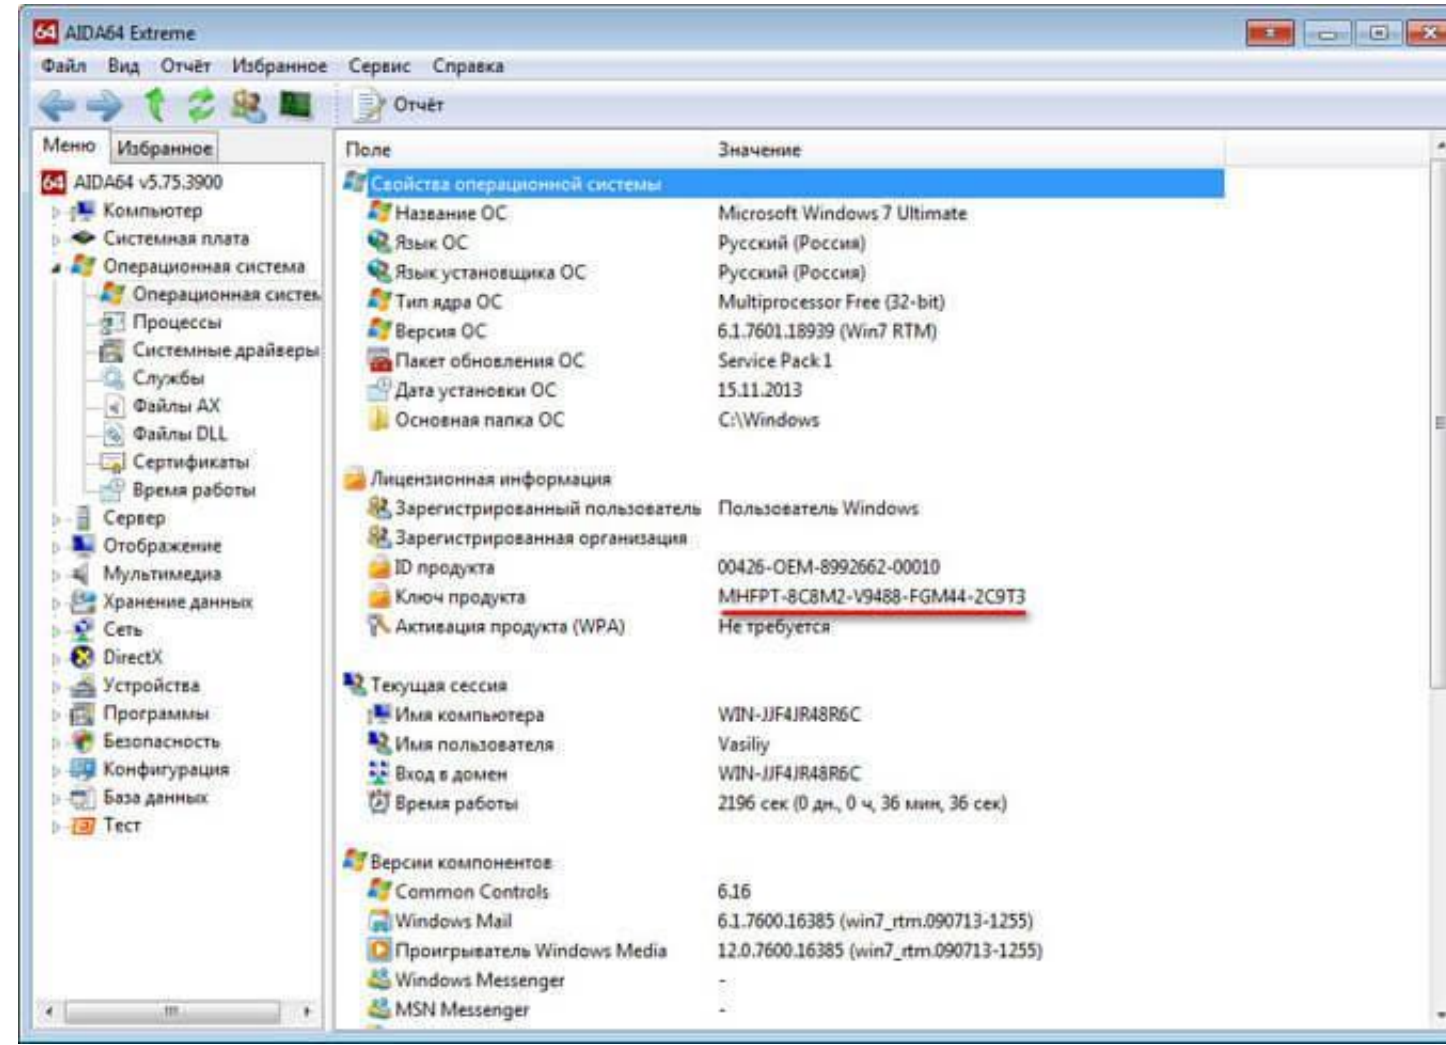 AIDA64 Extreme
Файл Вид Отчёт Избранное Сервис Справка
Отчёт
Меню Избранное
AIDA64 v5.75.3900
Компьютер
Системная плата
Операционная система
Операционная систем
Процессы
Системные драйверы
Службы
Файлы AX
Файлы DLL
Сертификаты
Время работы
Сервер
Отображение
Мультимедиа
Хранение данных
Сеть
DirectX
Устройства
Программы
Безопасность
Конфигурация
База данных
Тест
Поле Значение
Свойства операционной системы
Название ОС Microsoft Windows 7 Ultimate
Язык ОС Русский (Россия)
Язык установщика ОС Русский (Россия)
Тип ядра ОС Multiprocessor Free (32-bit)
Версия ОС 6.1.7601.18939 (Win7 RTM)
Пакет обновления ОС Service Pack 1
Дата установки ОС 15.11.2013
Основная папка ОС C:\Windows
Лицензионная информация
Зарегистрированный пользователь Пользователь Windows
Зарегистрированная организация
ID продукта 00426-OEM-8992662-00010
Ключ продукта MHFPT-8C8M2-V9488-FGM44-2C9T3
Активация продукта (WPA) Не требуется
Текущая сессия
Имя компьютера WIN-JJF4JR48R6C
Имя пользователя Vasiliy
Вход в домен WIN-JJF4JR48R6C
Время работы 2196 сек (0 дн., 0 ч, 36 мин, 36 сек)
Версии компонентов
Common Controls 6.16
Windows Mail 6.1.7600.16385 (win7_rtm.090713-1255)
Проигрыватель Windows Media 12.0.7600.16385 (win7_rtm.090713-1255)
Windows Messenger -
MSN Messenger -